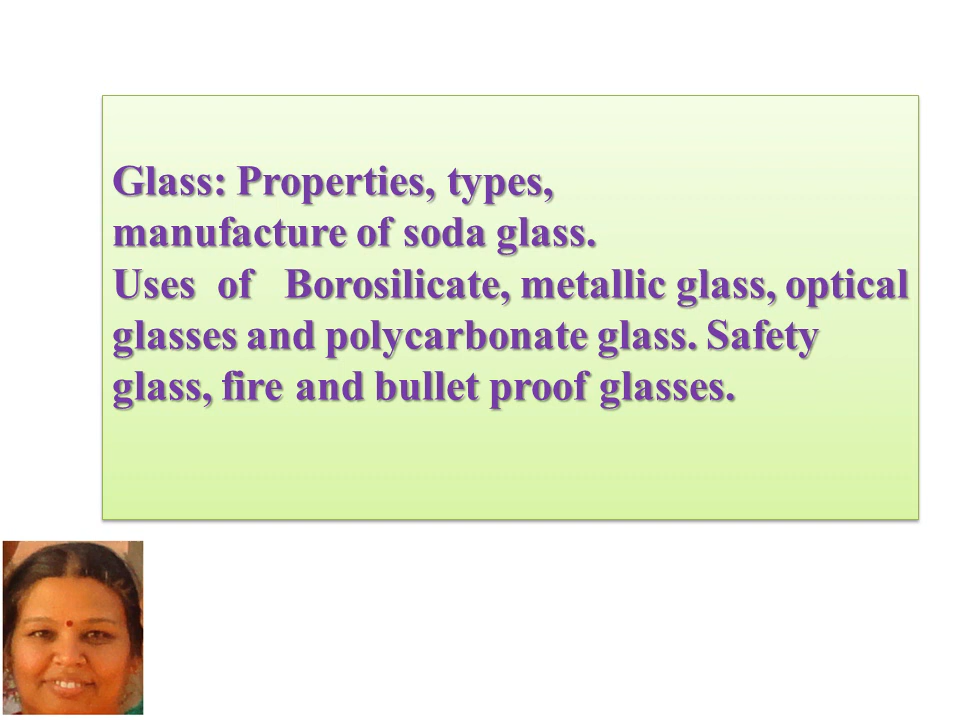 Glass: Properties, types,
manufacture of soda glass.
Uses of Borosilicate, metallic glass, optical
glasses and polycarbonate glass. Safety
glass, fire and bullet proof glasses.